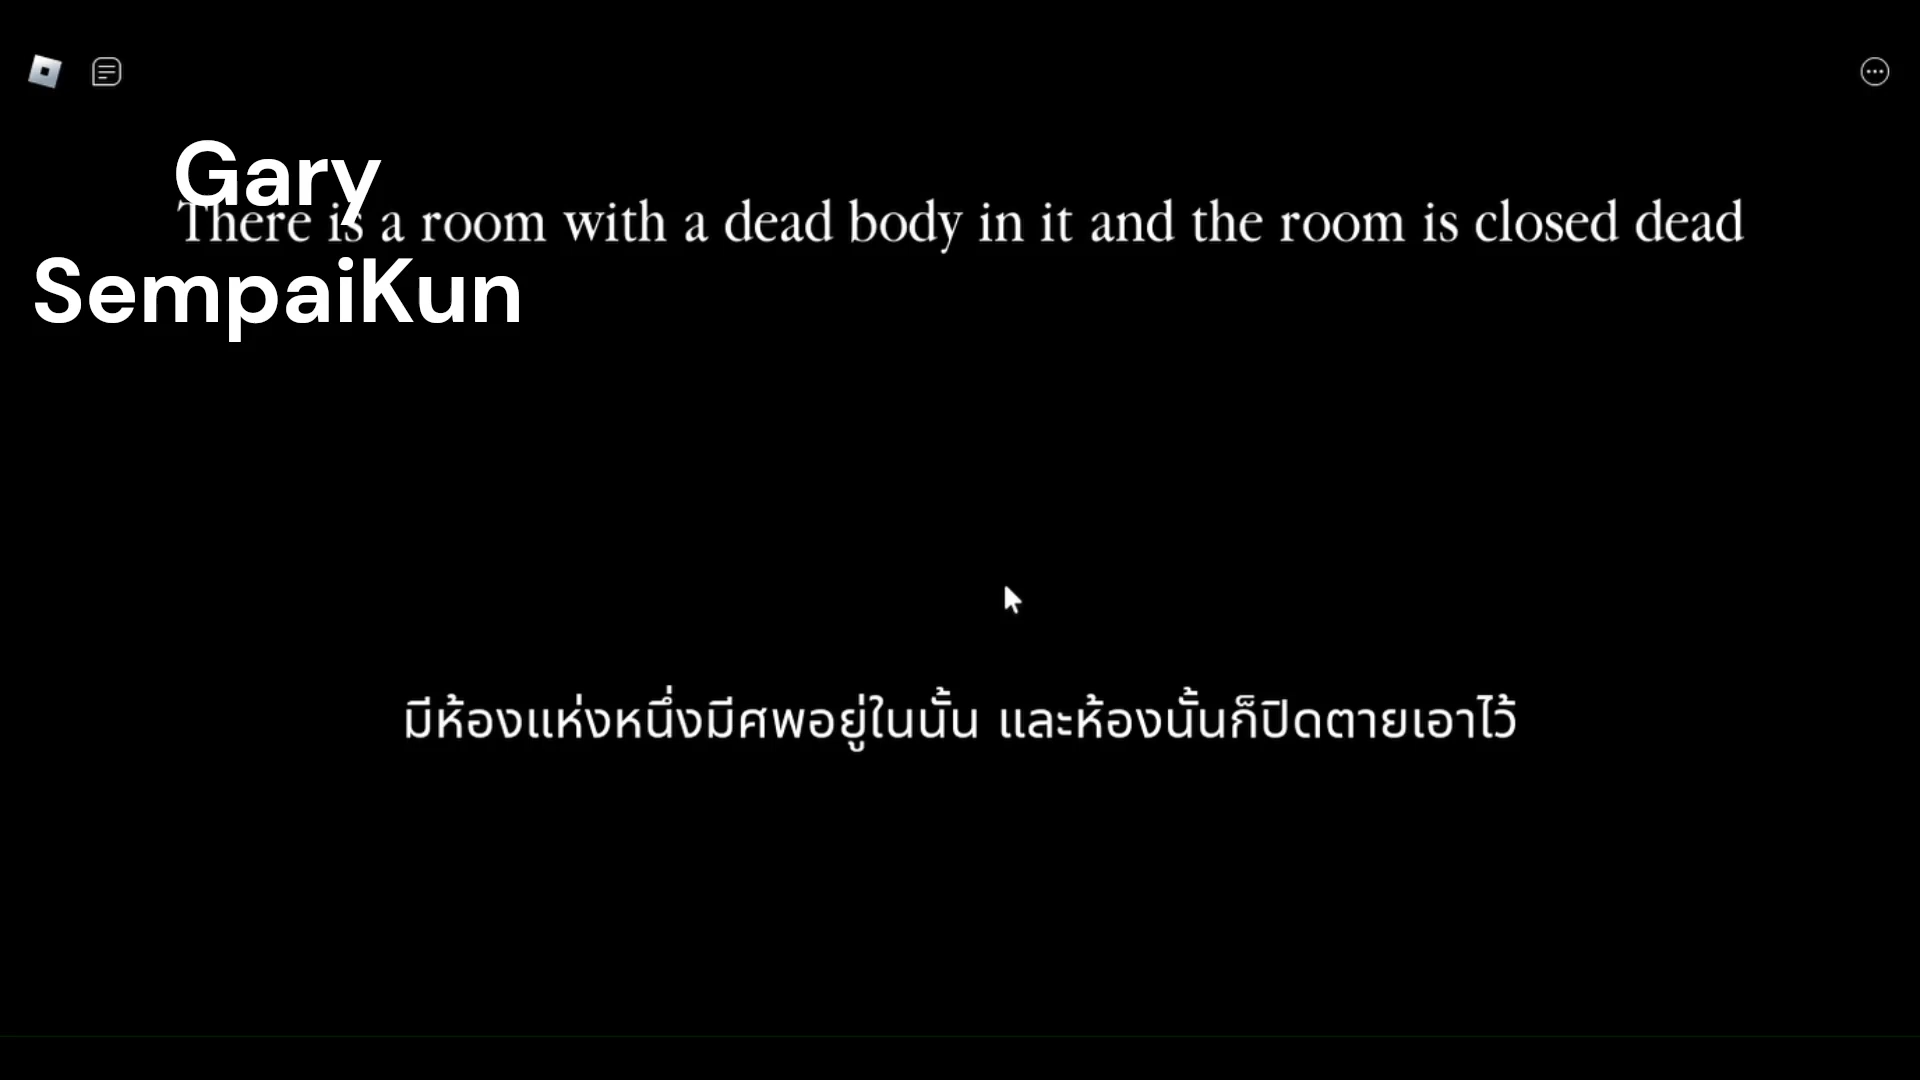 Gary
There is a room with a dead body in it and the room is closed dead
SempaiKun
มีห้องแห่งหนึ่งมีศพอยู่ในนั้น และห้องนั้นก็ปิดตายเอาไว้